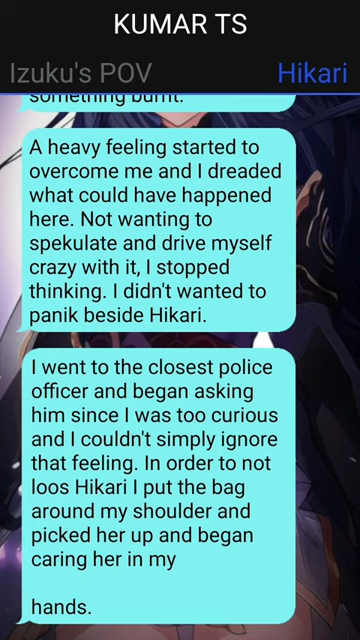 KUMAR TS
Izuku's POV
Hikari
something burnt.
A heavy feeling started to
overcome me and I dreaded
what could have happened
here. Not wanting to
spekulate and drive myself
crazy with it, I stopped
thinking. I didn't wanted to
panik beside Hikari.
I went to the closest police
officer and began asking
him since I was too curious
and I couldn't simply ignore
that feeling. In order to not
loos Hikari I put the bag
around my shoulder and
picked her up and began
caring her in my
hands.